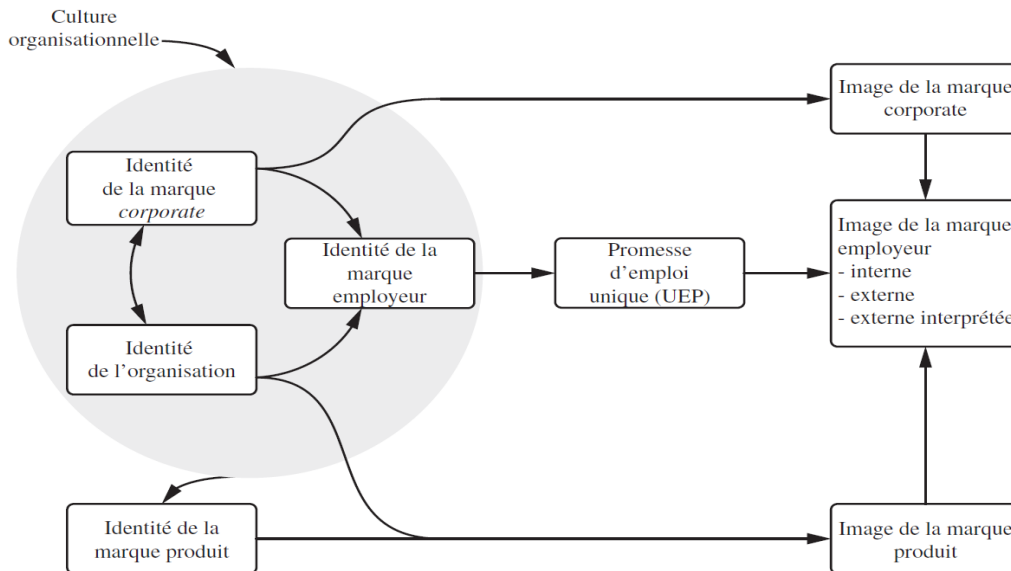 Culture
organisationnelle
Image de la marque
corporate
Identité
de la marque
corporate
Identité de la
marque
employeur
Promesse
d'emploi
unique (UEP)
Image de la marque
employeur
- interne
- externe
- externe interprétée
Identité
de l'organisation
Identité de la
marque produit
Image de la marque
produit